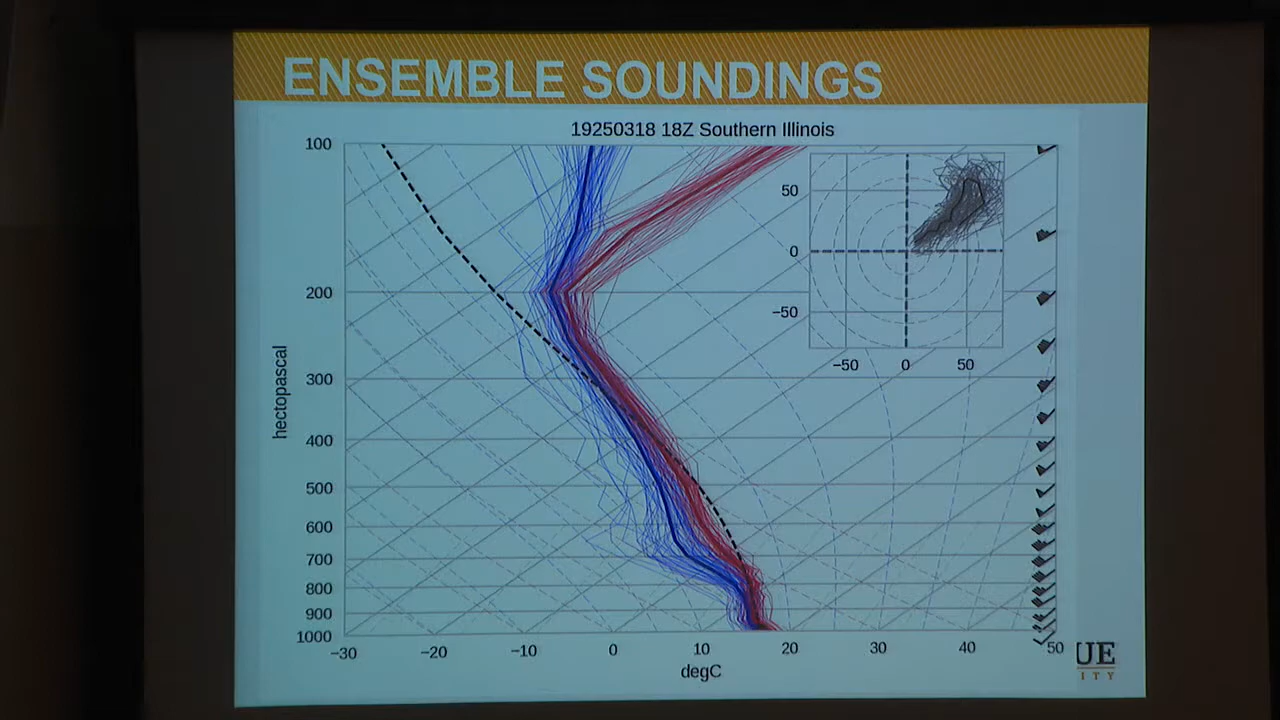 ENSEMBLE SOUNDINGS
19250318 18Z Southern Illinois
100
200
300
400
500
600
700
800
900
1000
hectopascal
−30 −20 −10 0 10 20 30 40 50
degC
50
0
−50
−50 0 50
UE
ITY